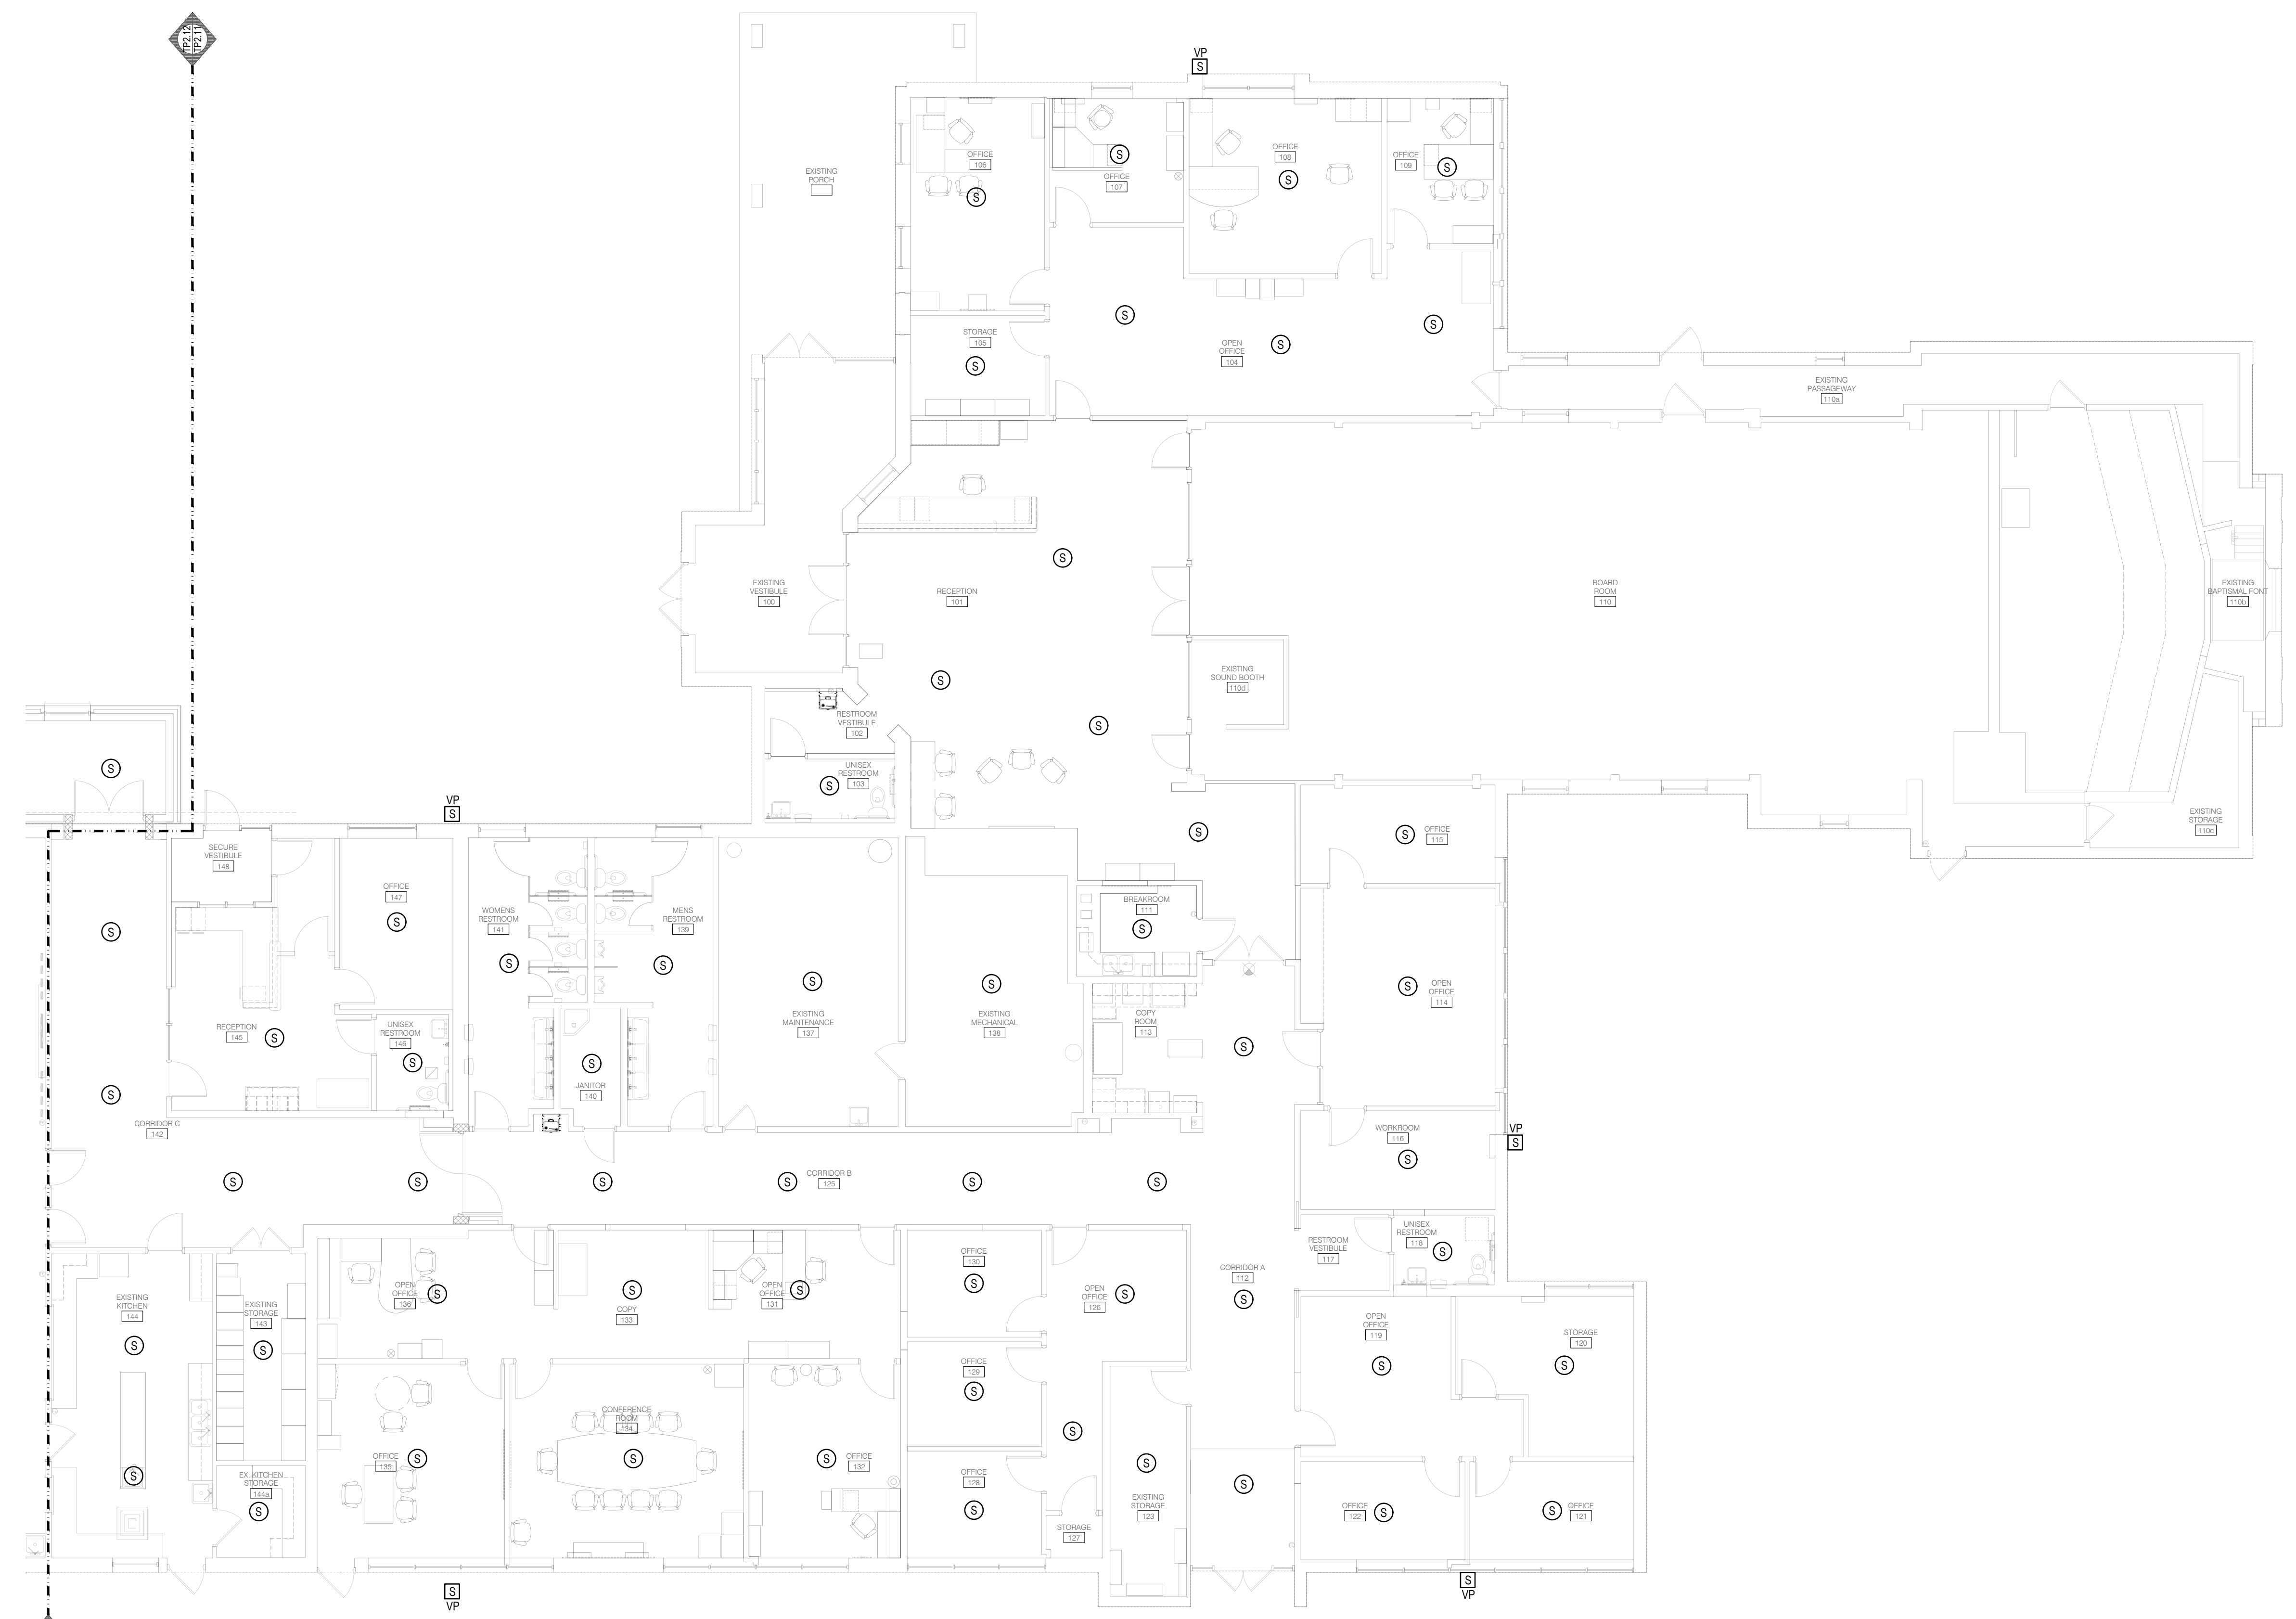 TP2.12
TP2.11
VP
S
OFFICE
106
S
S
OFFICE
107
OFFICE
108
S
OFFICE
109
S
EXISTING
PORCH
S
S
S
STORAGE
105
S
OPEN
OFFICE
104
EXISTING
PASSAGEWAY
110a
S
EXISTING
VESTIBULE
100
RECEPTION
101
BOARD
ROOM
110
EXISTING
BAPTISMAL FONT
110b
EXISTING
SOUND BOOTH
110d
S
S
RESTROOM
VESTIBULE
102
UNISEX
RESTROOM
103
S
S
VP
S
EXISTING
STORAGE
110c
S
S
OFFICE
115
SECURE
VESTIBULE
148
OFFICE
147
S
S
WOMENS
RESTROOM
141
S
MENS
RESTROOM
139
S
BREAKROOM
111
S
S
EXISTING
MAINTENANCE
137
S
EXISTING
MECHANICAL
138
S
OPEN
OFFICE
114
COPY
ROOM
113
S
RECEPTION
145
S
UNISEX
RESTROOM
146
S
S
JANITOR
140
S
CORRIDOR C
142
WORKROOM
116
S
VP
S
S
S
S
S
CORRIDOR B
125
S
S
RESTROOM
VESTIBULE
117
UNISEX
RESTROOM
118
S
CORRIDOR A
112
S
EXISTING
KITCHEN
144
S
S
EXISTING
STORAGE
143
S
OPEN
OFFICE
136
S
S
COPY
133
OPEN
OFFICE
131
S
OFFICE
130
S
OPEN
OFFICE
126
S
OPEN
OFFICE
119
S
STORAGE
120
S
OFFICE
129
S
S
CONFERENCE
ROOM
134
S
OFFICE
135
S
S
OFFICE
132
EX. KITCHEN
STORAGE
144a
S
OFFICE
128
S
STORAGE
127
S
EXISTING
STORAGE
123
S
OFFICE
122
S
S
OFFICE
121
S
VP
S
VP